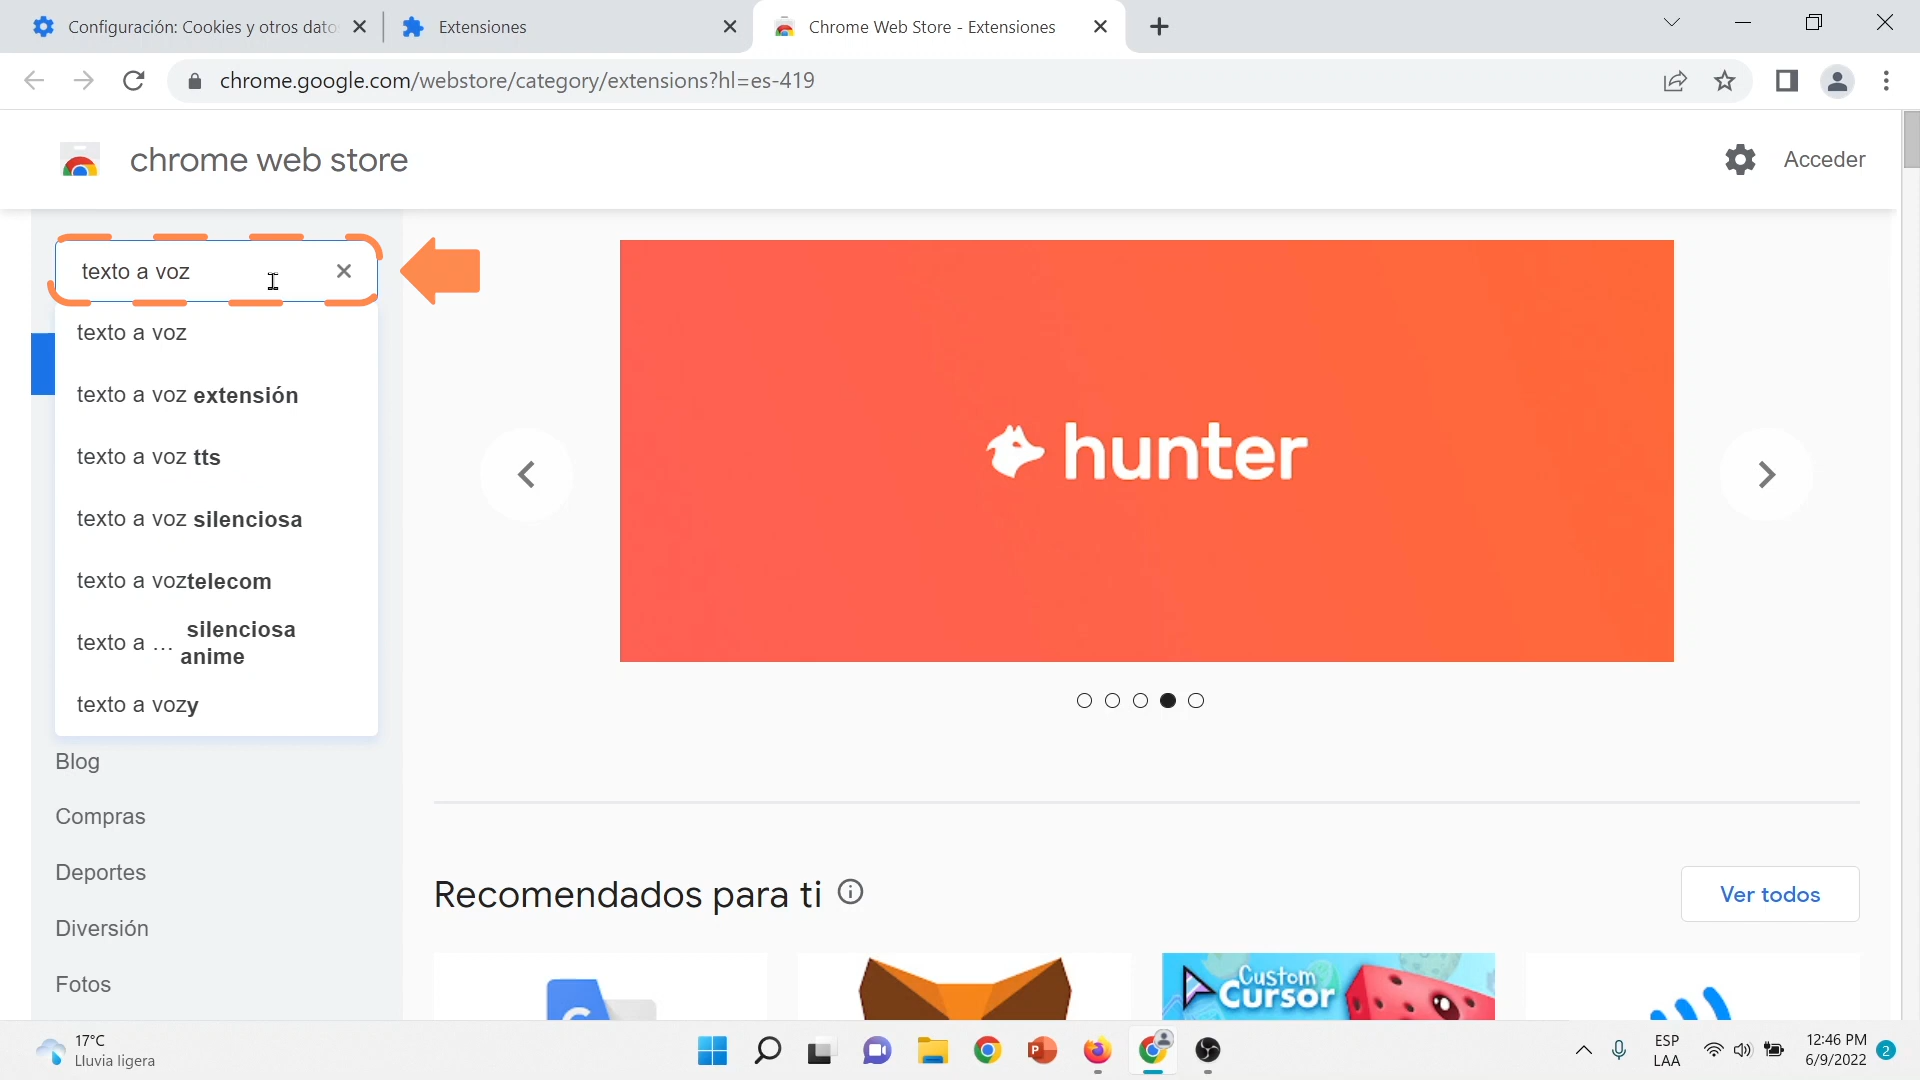 Configuración: Cookies y otros dato
Extensiones
Chrome Web Store - Extensiones
chrome.google.com/webstore/category/extensions?hl=es-419
chrome web store
Acceder
texto a voz
texto a voz
texto a voz extensión
texto a voz tts
texto a voz silenciosa
texto a voztelecom
texto a ... silenciosa
anime
texto a vozy
hunter
Blog
Compras
Deportes
Diversión
Fotos
Recomendados para ti
Ver todos
Custom
Cursor
17°C
Lluvia ligera
ESP
LAA
12:46 PM
6/9/2022
2